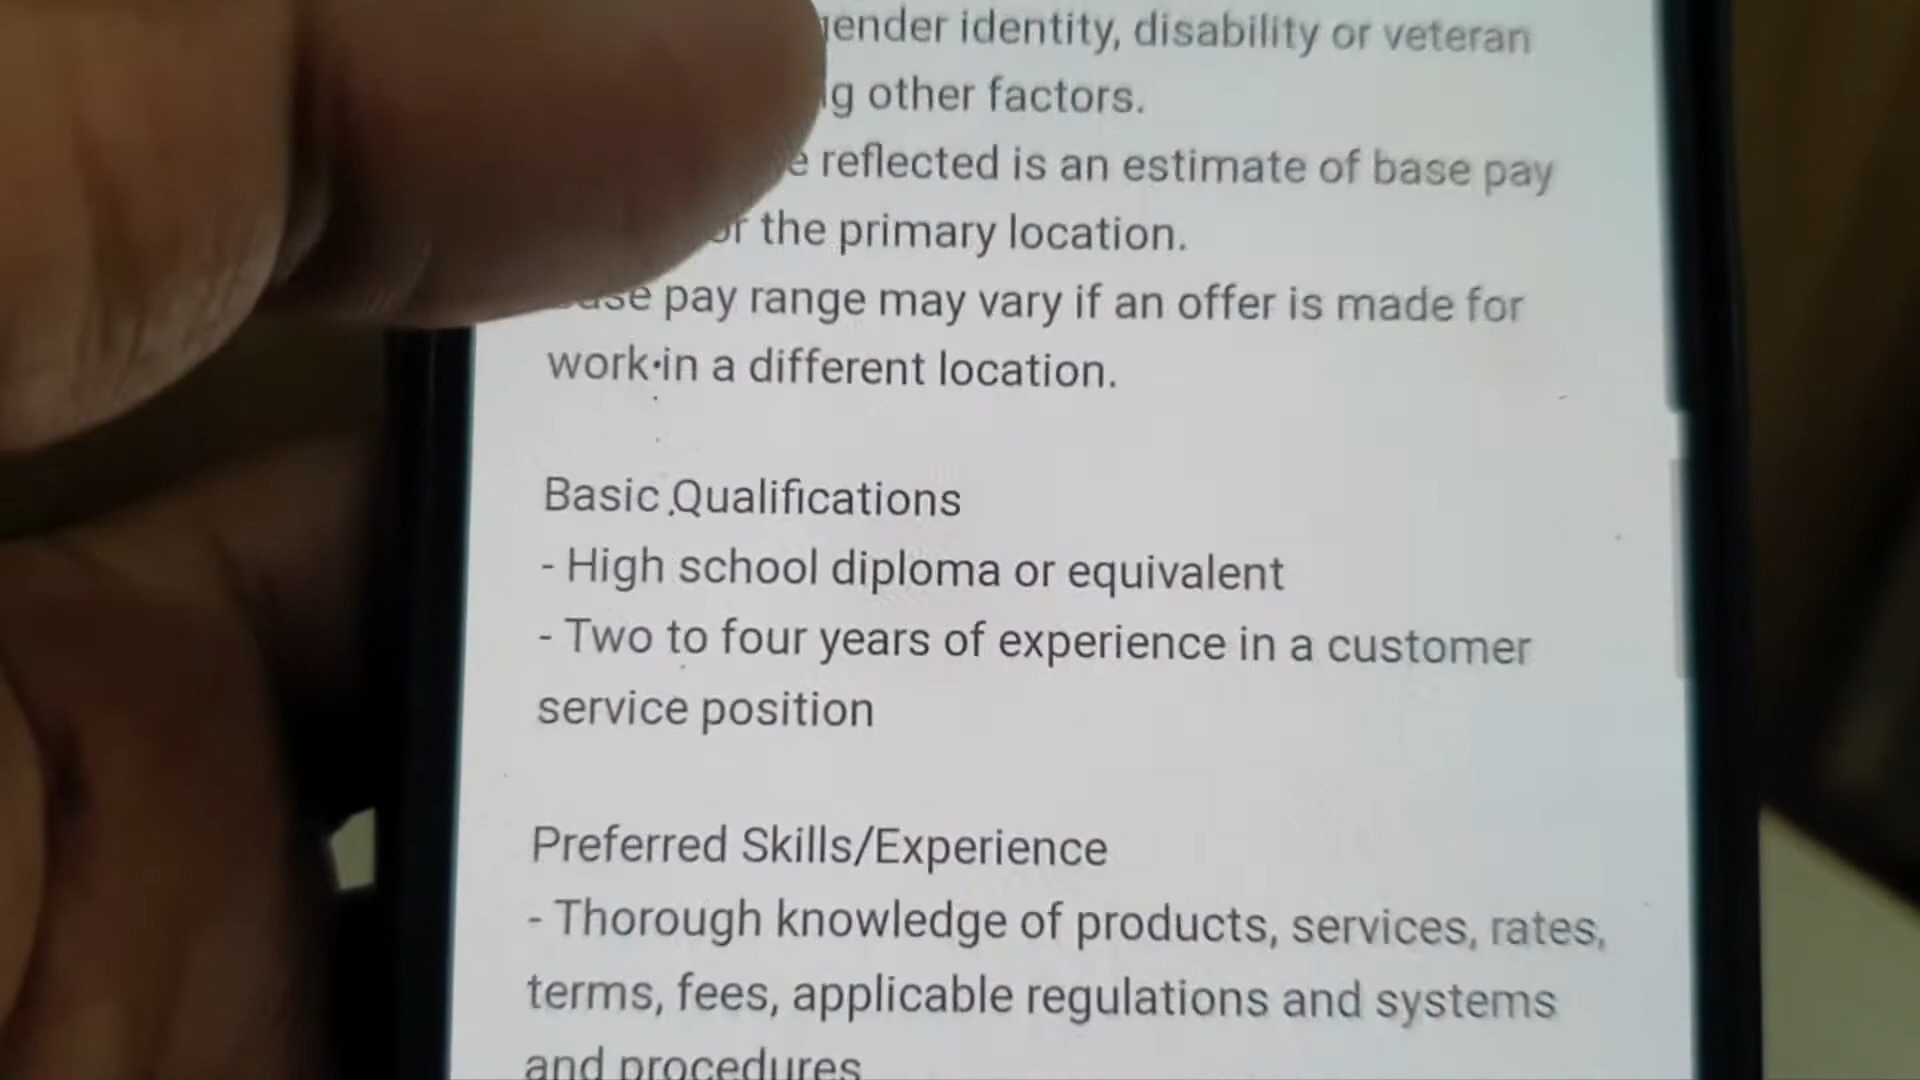 identity, disability or veteran
other factors.
reflected is an estimate of base pay
the primary location.
pay range may vary if an offer is made for
work in a different location.
Basic Qualifications
- High school diploma or equivalent
- Two to four years of experience in a customer
service position
Preferred Skills/Experience
- Thorough knowledge of products, services, rates,
terms, fees, applicable regulations and systems
and procedures